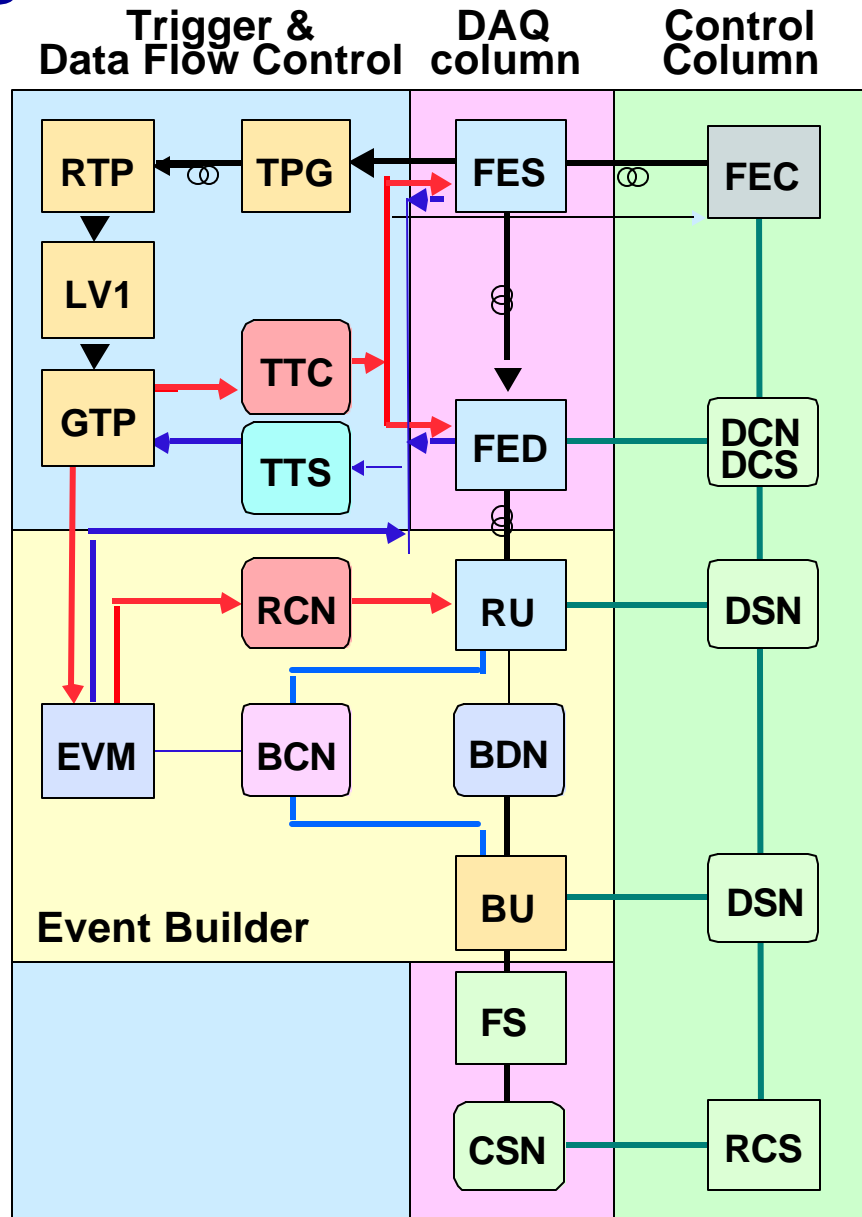 Trigger &
Data Flow Control
DAQ
column
Control
Column
RTP
TPG
FES
FEC
LV1
TTC
GTP
TTS
FED
DCN
DCS
RCN
RU
DSN
EVM
BCN
BDN
BU
DSN
Event Builder
FS
CSN
RCS